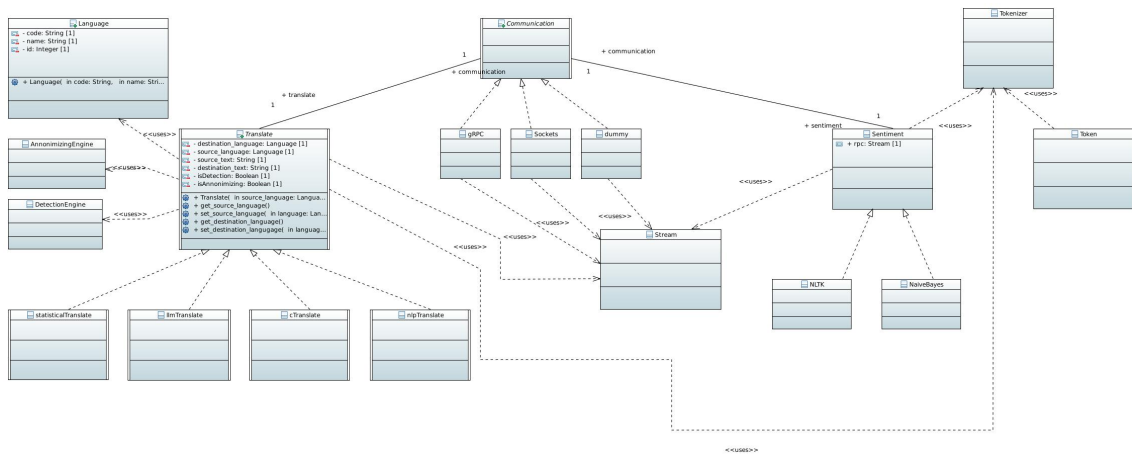 Language
- code: String [1]
- name: String [1]
- id: Integer [1]
+ Language( in code: String, in name: Stri...
Communication
Tokenizer
1
+ communication
+ translate
1
+ communication
1
+ sentiment
1
<<uses>>
Translate
- destination_language: Language [1]
- source_language: Language [1]
- source_text: String [1]
- destination_text: String [1]
- isDetection: Boolean [1]
- isAnnonimizing: Boolean [1]
+ Translate( in source_language: Langua...
+ get_source_language()
+ set_source_language( in language: Lan...
+ get_destination_language()
+ set_destination_language( in languag...
AnnonimizingEngine
<<uses>>
DetectionEngine
<<uses>>
gRPC
Sockets
dummy
Sentiment
+ rpc: Stream [1]
<<uses>>
<<uses>>
Token
<<uses>>
<<uses>>
<<uses>>
<<uses>>
Stream
NLTK
NaiveBayes
statisticalTranslate
llmTranslate
cTranslate
nlpTranslate
<<uses>>